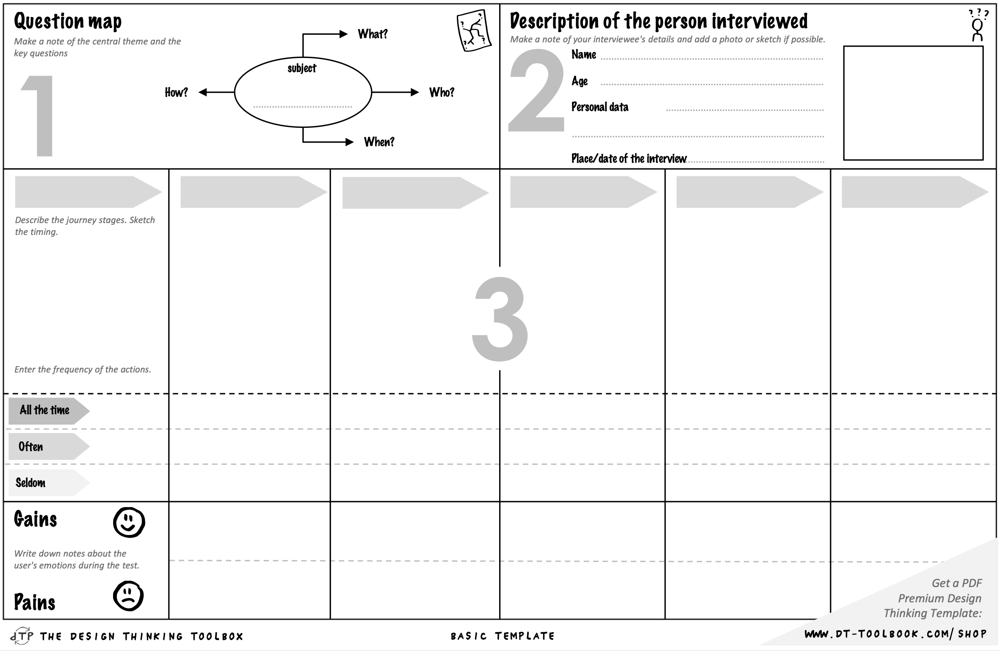 Question map
Make a note of the central theme and the
key questions
1
What?
subject
How?
Who?
When?
Description of the person interviewed
Make a note of your interviewee's details and add a photo or sketch if possible.
2
Name
Age
Personal data
Place/date of the interview
? ? ?
Describe the journey stages. Sketch
the timing.
3
Enter the frequency of the actions.
All the time
Often
Seldom
Gains
Write down notes about the
user's emotions during the test.
Pains
Get a PDF
Premium Design
Thinking Template:
WWW.DT-TOOLBOOK.COM/SHOP
dTP THE DESIGN THINKING TOOLBOX
BASIC TEMPLATE